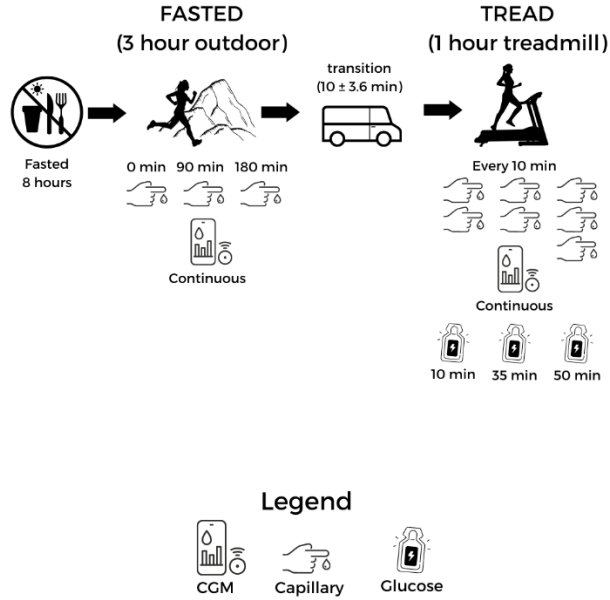 FASTED
(3 hour outdoor)
TREAD
(1 hour treadmill)
transition
(10 ± 3.6 min)
Fasted
8 hours
0 min 90 min 180 min
Continuous
Every 10 min
Continuous
10 min 35 min 50 min
Legend
CGM Capillary Glucose